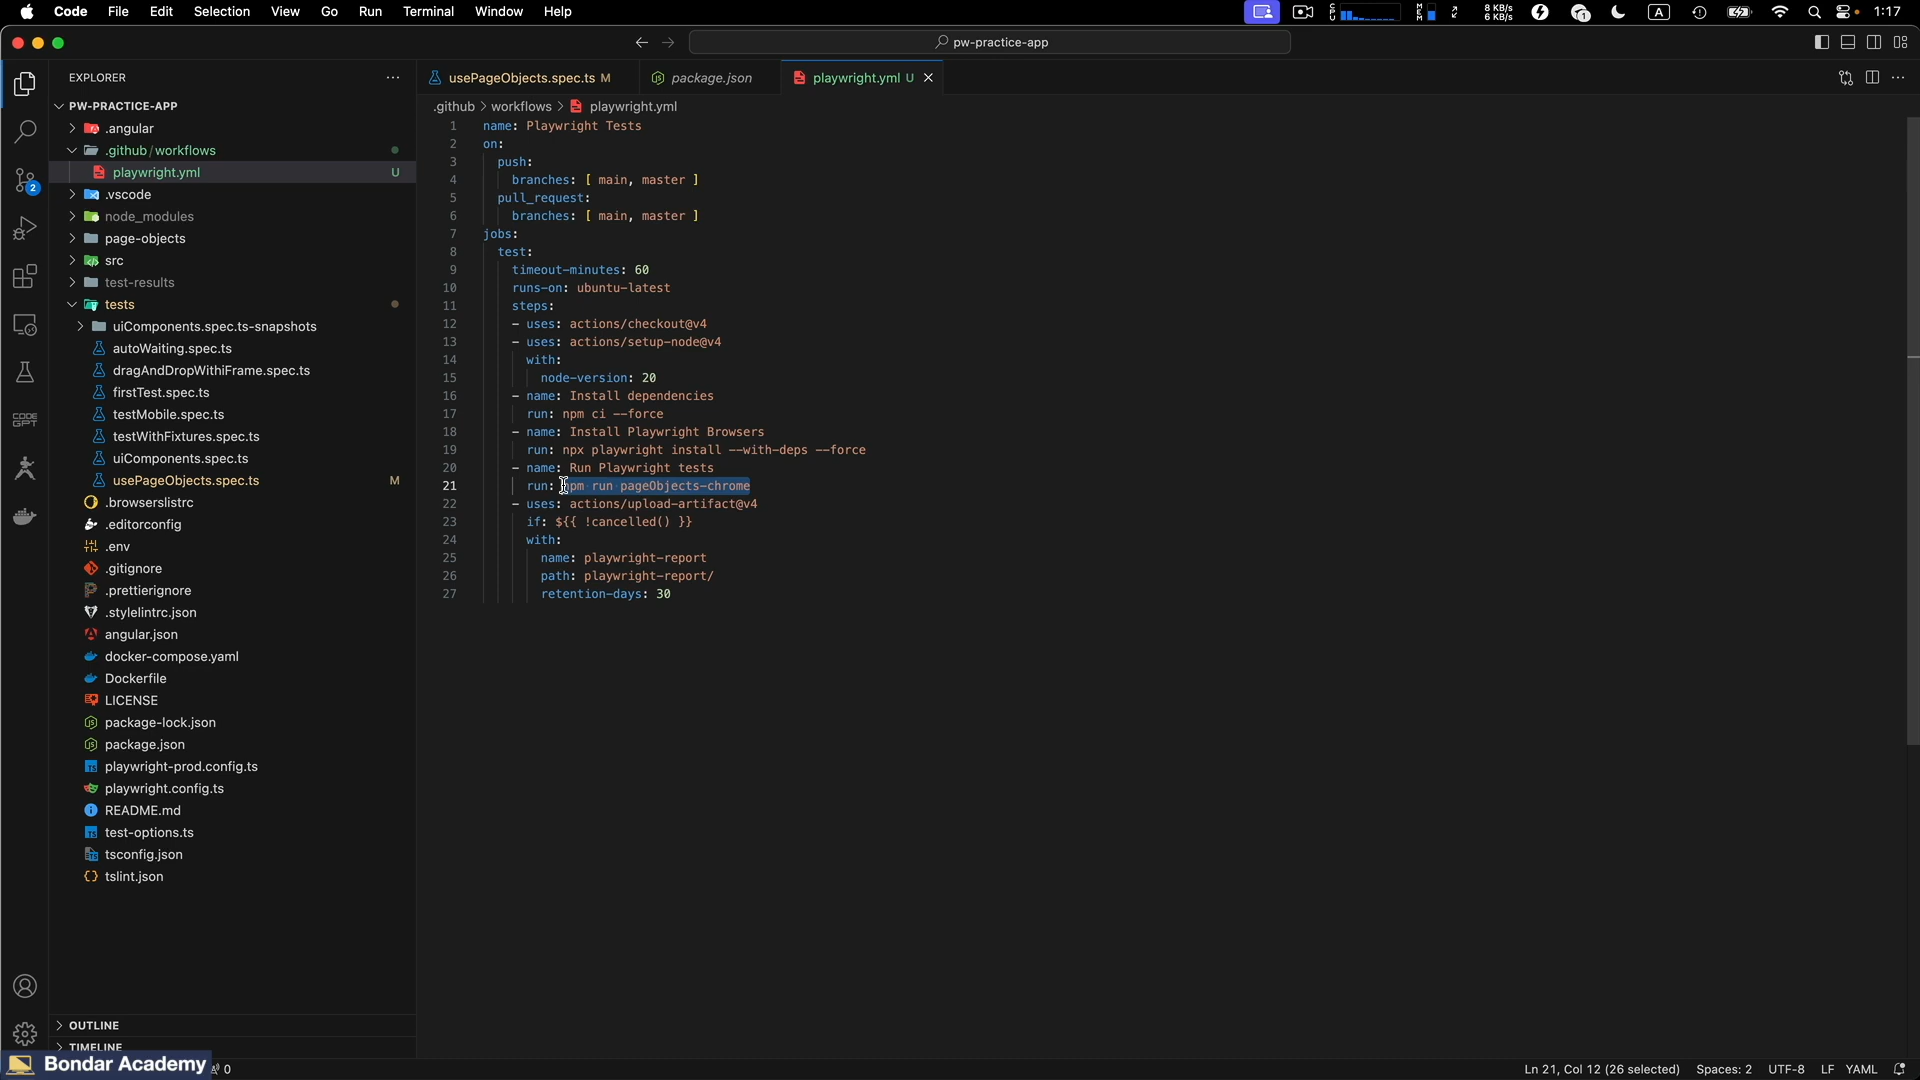 Code File Edit Selection View Go Run Terminal Window Help
8 KB/s
6 KB/s
A
1:17
pw-practice-app
EXPLORER
PW-PRACTICE-APP
.angular
.github/workflows
playwright.yml U
.vscode
node_modules
page-objects
src
test-results
tests
uiComponents.spec.ts-snapshots
autoWaiting.spec.ts
dragAndDropWithiFrame.spec.ts
firstTest.spec.ts
testMobile.spec.ts
testWithFixtures.spec.ts
uiComponents.spec.ts
usePageObjects.spec.ts M
.browserslistrc
.editorconfig
.env
.gitignore
.prettierignore
.stylelintrc.json
angular.json
docker-compose.yaml
Dockerfile
LICENSE
package-lock.json
package.json
playwright-prod.config.ts
playwright.config.ts
README.md
test-options.ts
tsconfig.json
tslint.json
OUTLINE
TIMELINE
2
CODE
GPT
usePageObjects.spec.ts M package.json playwright.yml U
.github > workflows > playwright.yml
1 name: Playwright Tests
2 on:
3 push:
4 branches: [ main, master ]
5 pull_request:
6 branches: [ main, master ]
7 jobs:
8 test:
9 timeout-minutes: 60
10 runs-on: ubuntu-latest
11 steps:
12 - uses: actions/checkout@v4
13 - uses: actions/setup-node@v4
14 with:
15 node-version: 20
16 - name: Install dependencies
17 run: npm ci --force
18 - name: Install Playwright Browsers
19 run: npx playwright install --with-deps --force
20 - name: Run Playwright tests
21 run: npm run pageObjects-chrome
22 - uses: actions/upload-artifact@v4
23 if: ${{ !cancelled() }}
24 with:
25 name: playwright-report
26 path: playwright-report/
27 retention-days: 30
Bondar Academy
0
Ln 21, Col 12 (26 selected) Spaces: 2 UTF-8 LF YAML